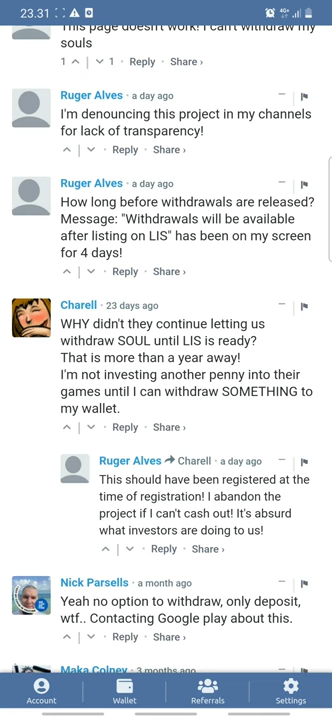 23.31
4G+
This page doesn't work! I can't withdraw my
souls
1 1 · Reply · Share ›
Ruger Alves · a day ago
I'm denouncing this project in my channels
for lack of transparency!
Reply · Share ›
Ruger Alves · a day ago
How long before withdrawals are released?
Message: "Withdrawals will be available
after listing on LIS" has been on my screen
for 4 days!
Reply · Share ›
Charell · 23 days ago
WHY didn't they continue letting us
withdraw SOUL until LIS is ready?
That is more than a year away!
I'm not investing another penny into their
games until I can withdraw SOMETHING to
my wallet.
Reply · Share ›
Ruger Alves Charell · a day ago
This should have been registered at the
time of registration! I abandon the
project if I can't cash out! It's absurd
what investors are doing to us!
Reply · Share ›
Nick Parsells · a month ago
Yeah no option to withdraw, only deposit,
wtf.. Contacting Google play about this.
Reply · Share ›
Maka Colney · 3 months ago
Account Wallet Referrals Settings